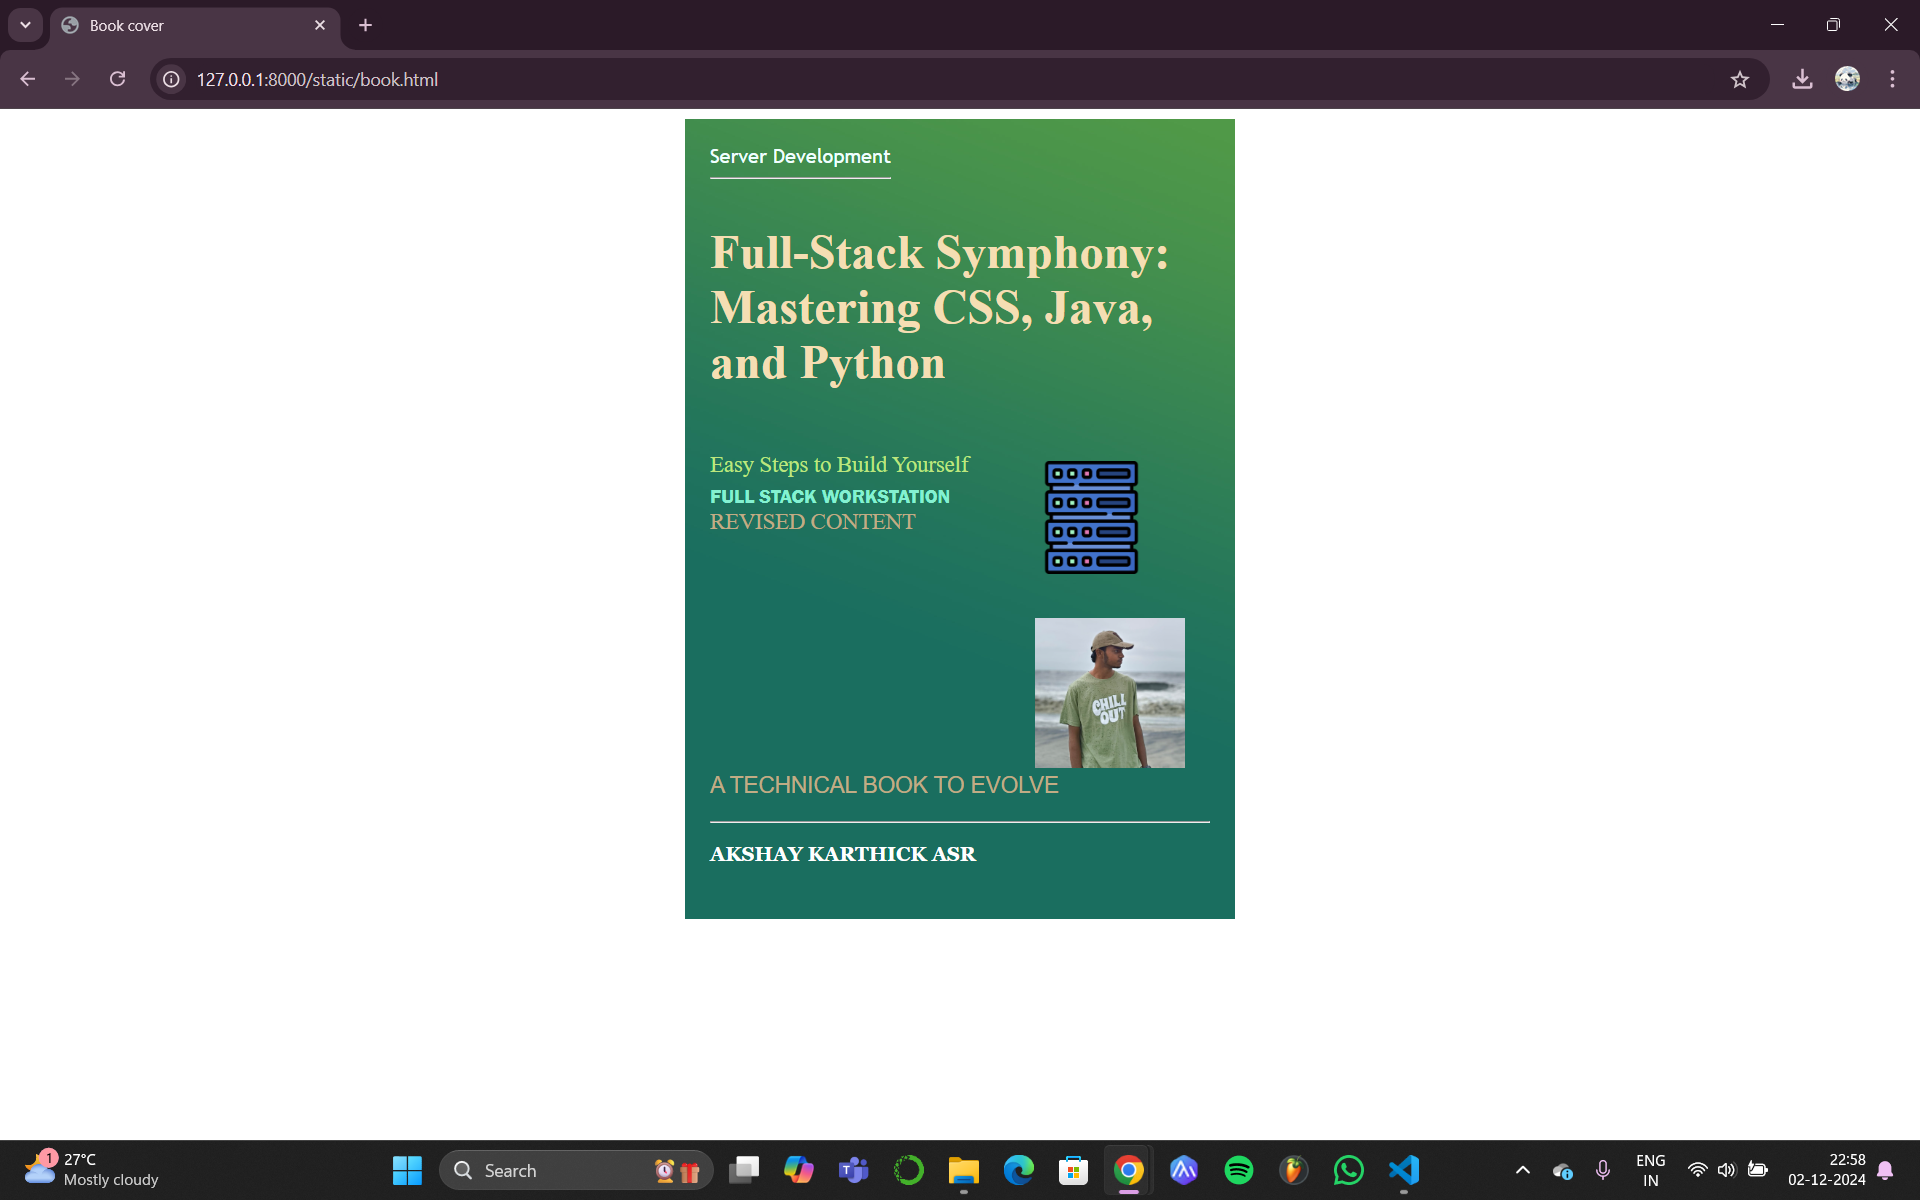 Book cover
127.0.0.1:8000/static/book.html
Server Development
Full-Stack Symphony:
Mastering CSS, Java,
and Python
Easy Steps to Build Yourself
FULL STACK WORKSTATION
REVISED CONTENT
CHILL
OUT
A TECHNICAL BOOK TO EVOLVE
AKSHAY KARTHICK ASR
1
27°C
Mostly cloudy
Search
ENG
IN
22:58
02-12-2024